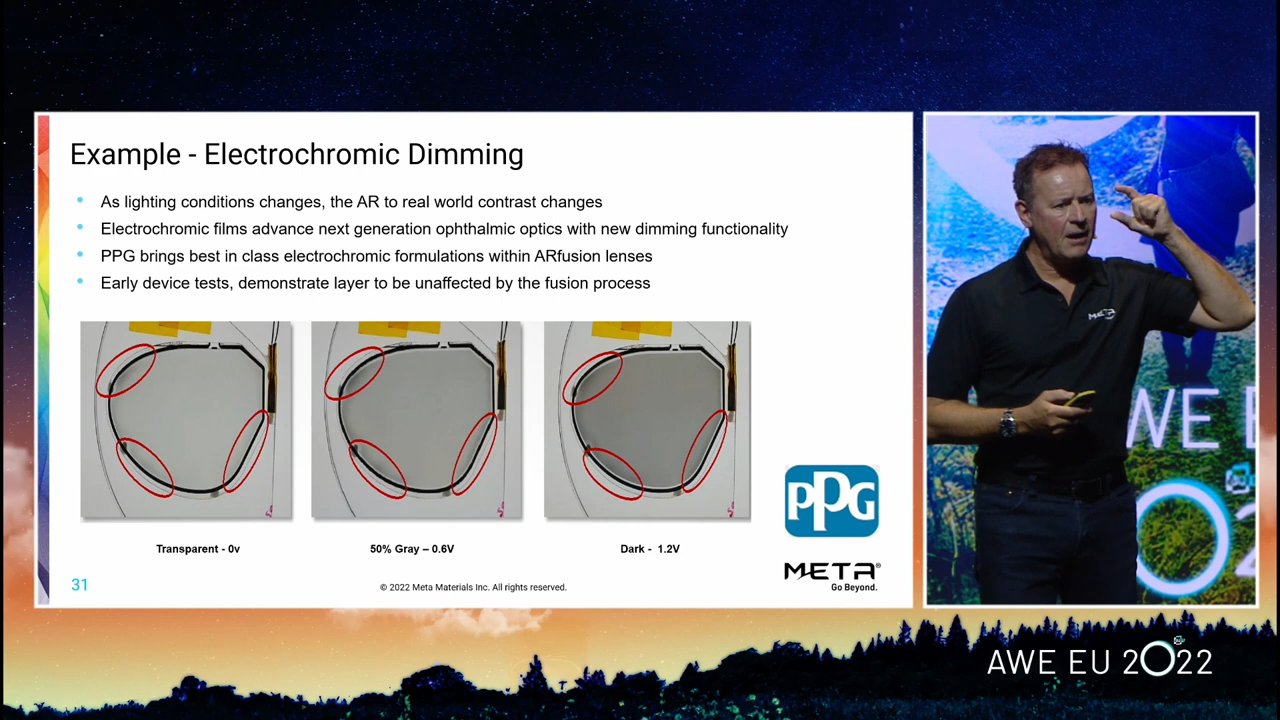 Example - Electrochromic Dimming
• As lighting conditions changes, the AR to real world contrast changes
• Electrochromic films advance next generation ophthalmic optics with new dimming functionality
• PPG brings best in class electrochromic formulations within ARfusion lenses
• Early device tests, demonstrate layer to be unaffected by the fusion process
Transparent - 0v
50% Gray – 0.6V
Dark - 1.2V
PPG
META®
Go Beyond.
31
© 2022 Meta Materials Inc. All rights reserved.
META
AWE E
AWE EU 2022